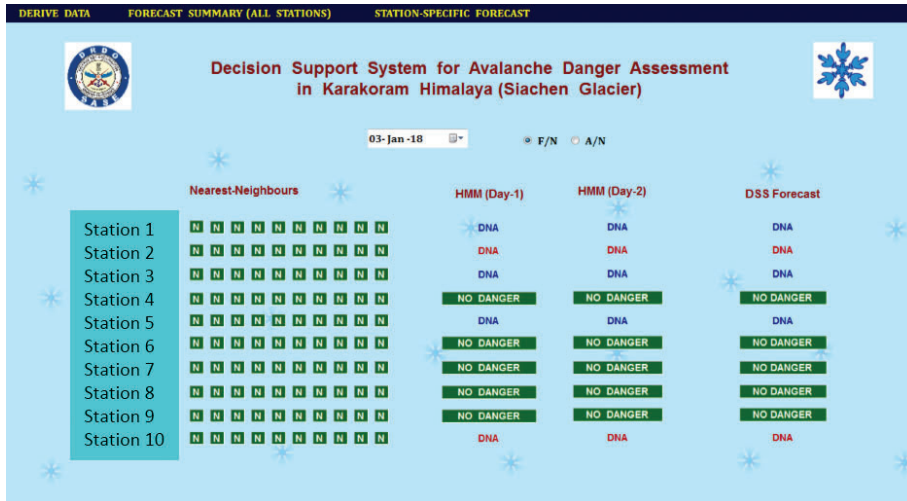 DERIVE DATA FORECAST SUMMARY (ALL STATIONS) STATION-SPECIFIC FORECAST
DRDO
SASE
Decision Support System for Avalanche Danger Assessment
in Karakoram Himalaya (Siachen Glacier)
03-Jan-18 F/N A/N
Nearest-Neighbours HMM (Day-1) HMM (Day-2) DSS Forecast
Station 1 N N N N N N N N N N DNA DNA DNA
Station 2 N N N N N N N N N N DNA DNA DNA
Station 3 N N N N N N N N N N DNA DNA DNA
Station 4 N N N N N N N N N N NO DANGER NO DANGER NO DANGER
Station 5 N N N N N N N N N N DNA DNA DNA
Station 6 N N N N N N N N N N NO DANGER NO DANGER NO DANGER
Station 7 N N N N N N N N N N NO DANGER NO DANGER NO DANGER
Station 8 N N N N N N N N N N NO DANGER NO DANGER NO DANGER
Station 9 N N N N N N N N N N NO DANGER NO DANGER NO DANGER
Station 10 N N N N N N N N N N DNA DNA DNA